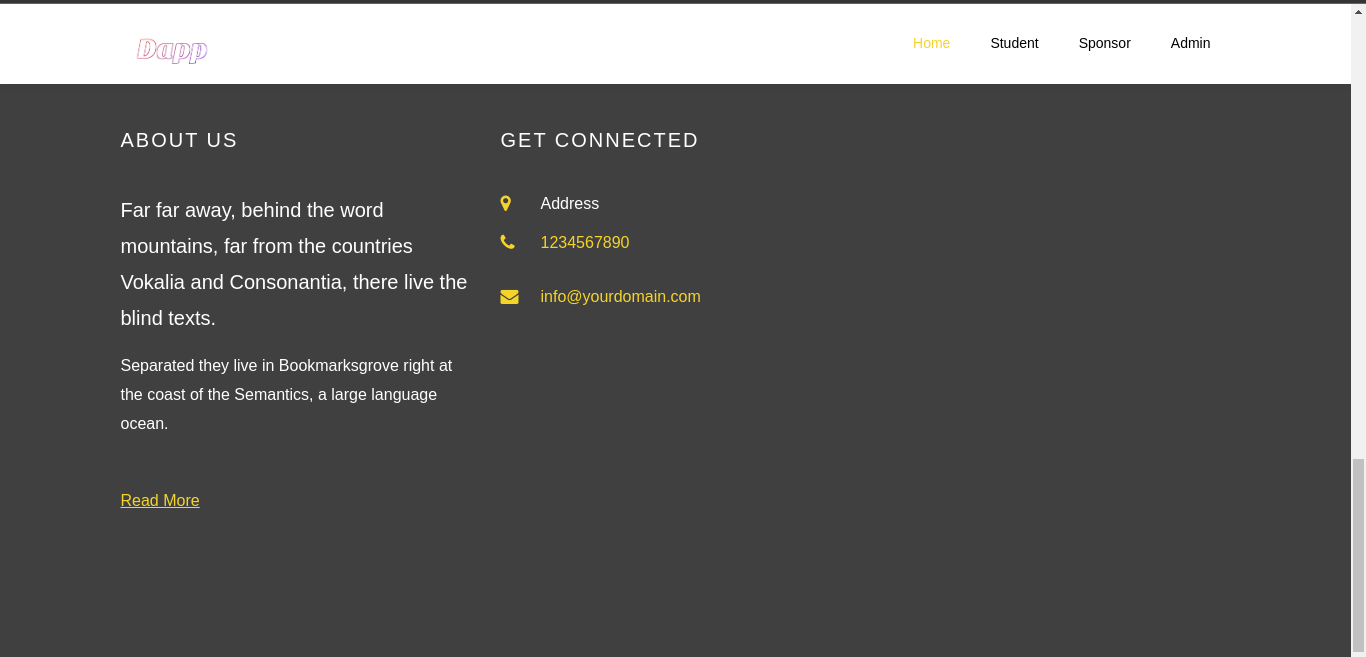 Dapp
Home
Student
Sponsor
Admin
ABOUT US
Far far away, behind the word
mountains, far from the countries
Vokalia and Consonantia, there live the
blind texts.
Separated they live in Bookmarksgrove right at
the coast of the Semantics, a large language
ocean.
Read More
GET CONNECTED
Address
1234567890
info@yourdomain.com